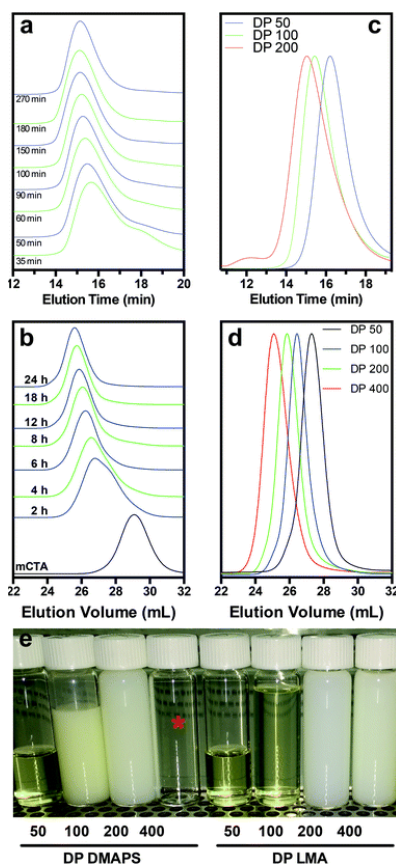 a
270 min
180 min
150 min
100 min
90 min
60 min
50 min
35 min
12 14 16 18 20
Elution Time (min)
c
DP 50
DP 100
DP 200
12 14 16 18
Elution Time (min)
b
24 h
18 h
12 h
8 h
6 h
4 h
2 h
mCTA
22 24 26 28 30 32
Elution Volume (mL)
d
DP 50
DP 100
DP 200
DP 400
22 24 26 28 30 32
Elution Volume (mL)
e
50 100 200 400 50 100 200 400
DP DMAPS DP LMA